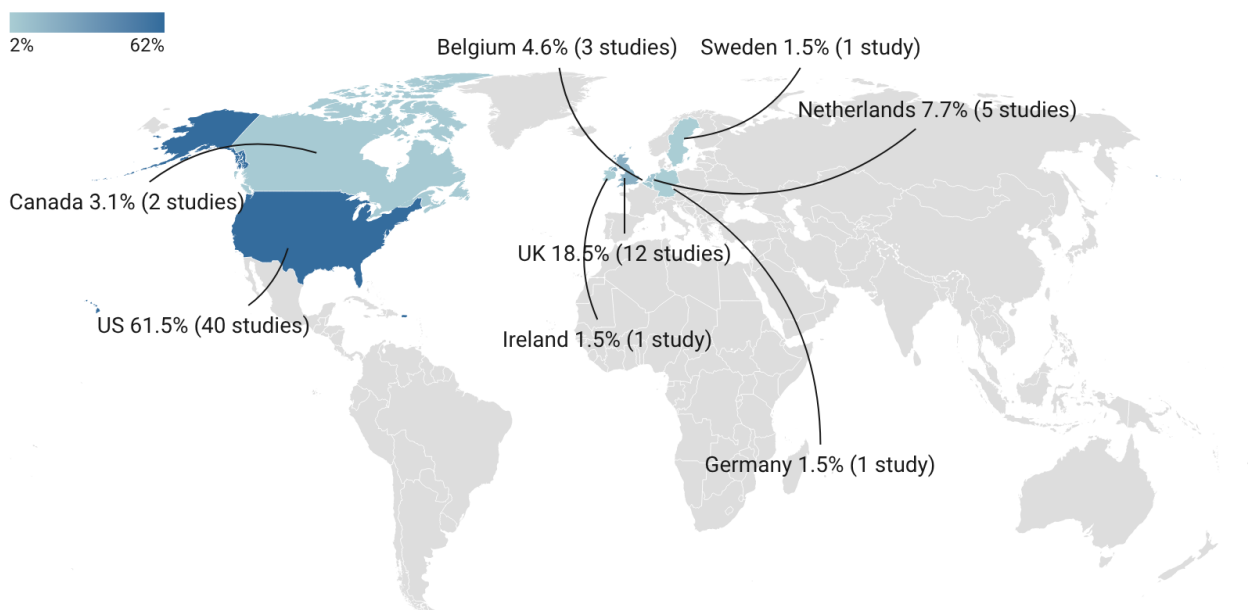 2%
62%
Belgium 4.6% (3 studies)
Sweden 1.5% (1 study)
Netherlands 7.7% (5 studies)
Canada 3.1% (2 studies)
UK 18.5% (12 studies)
US 61.5% (40 studies)
Ireland 1.5% (1 study)
Germany 1.5% (1 study)